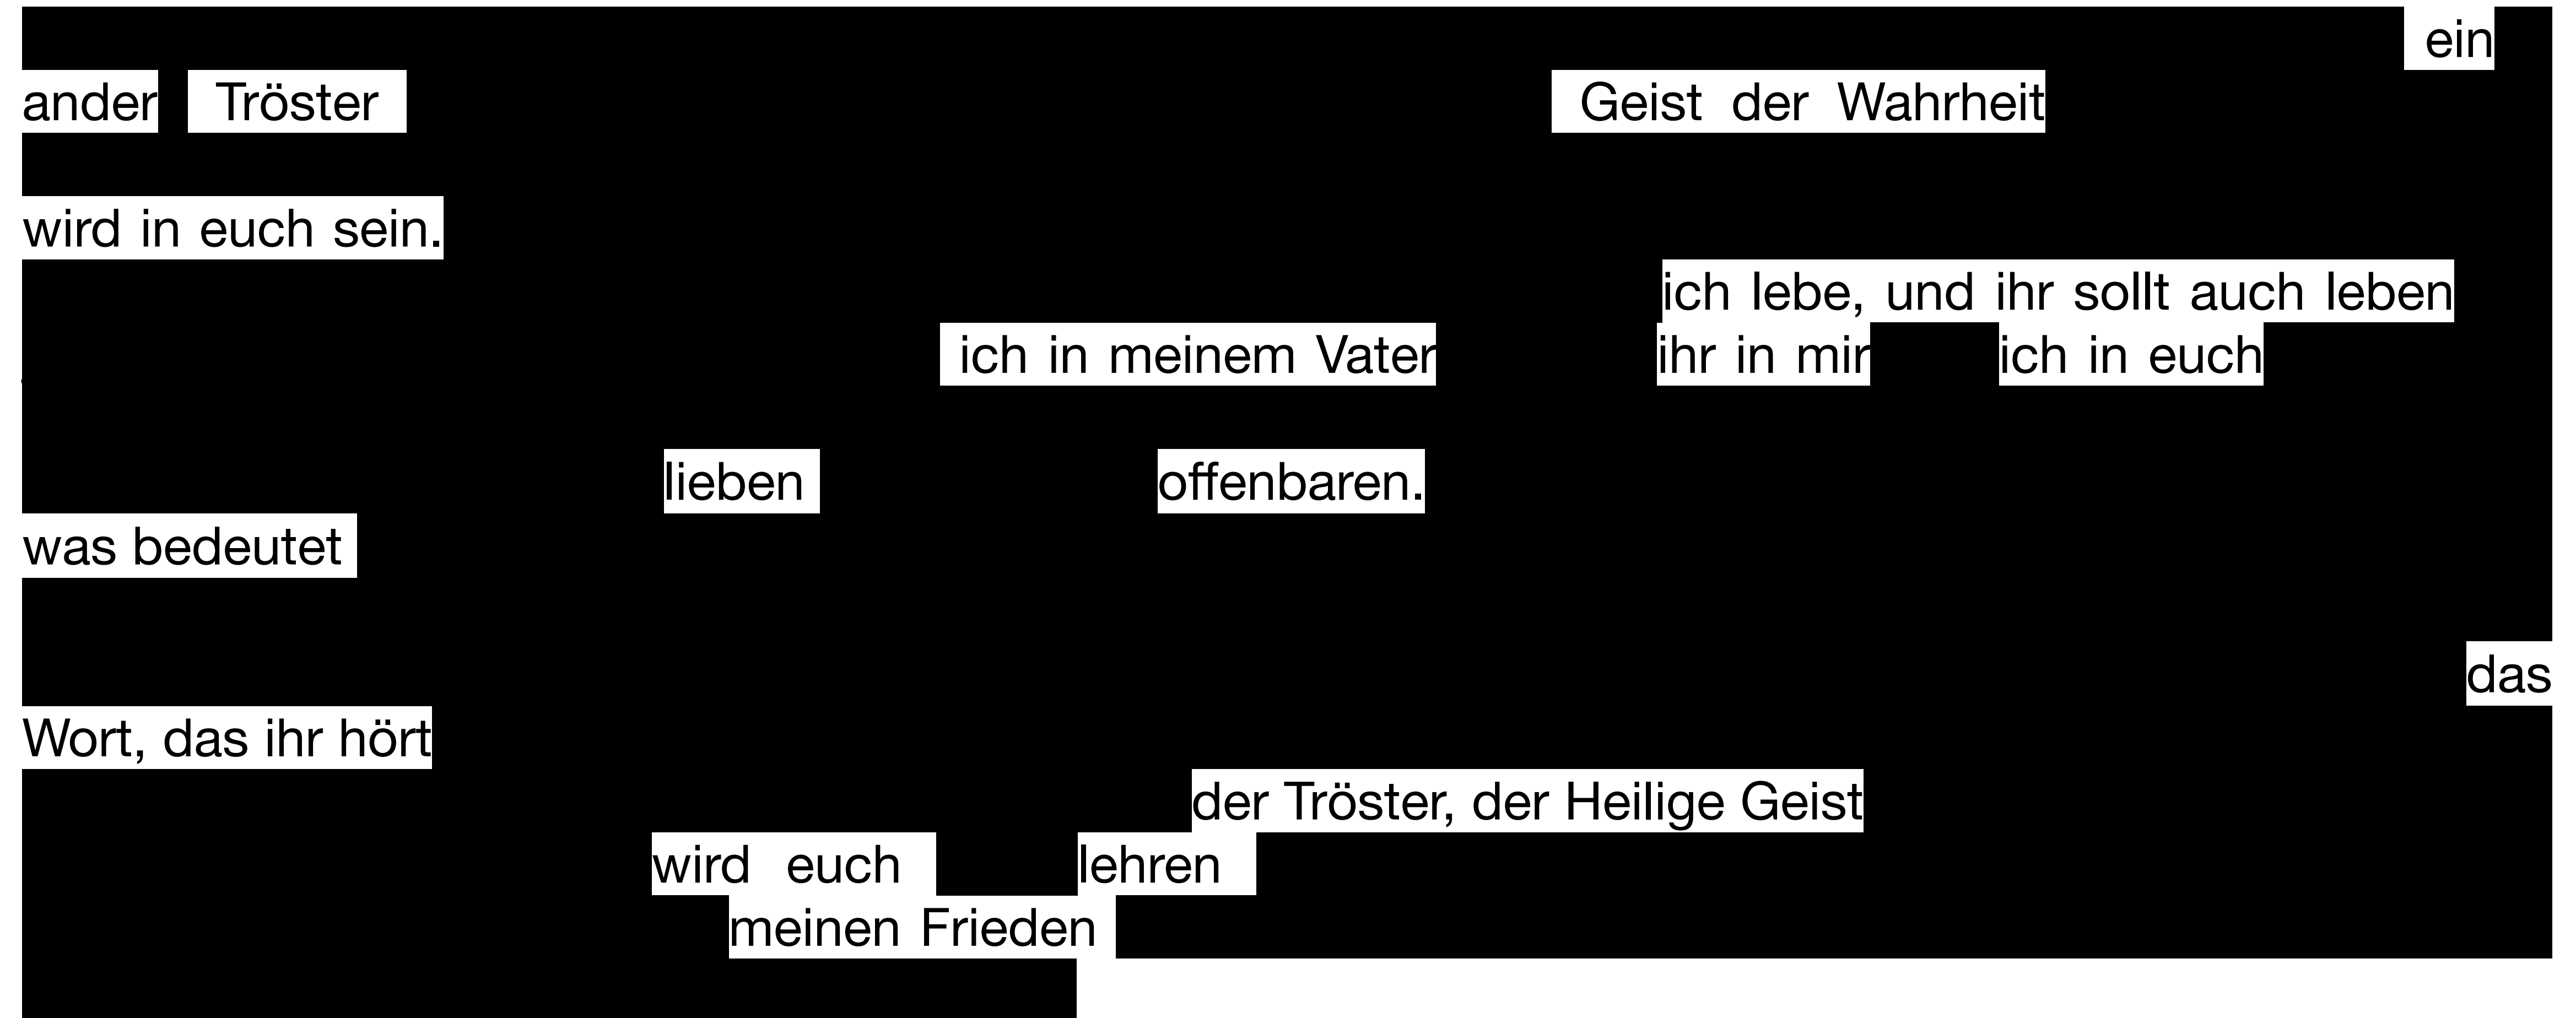 ein
ander Tröster Geist der Wahrheit
wird in euch sein.
ich lebe, und ihr sollt auch leben
ich in meinem Vater ihr in mir ich in euch
lieben offenbaren.
was bedeutet
das
Wort, das ihr hört
der Tröster, der Heilige Geist
wird euch lehren
meinen Frieden